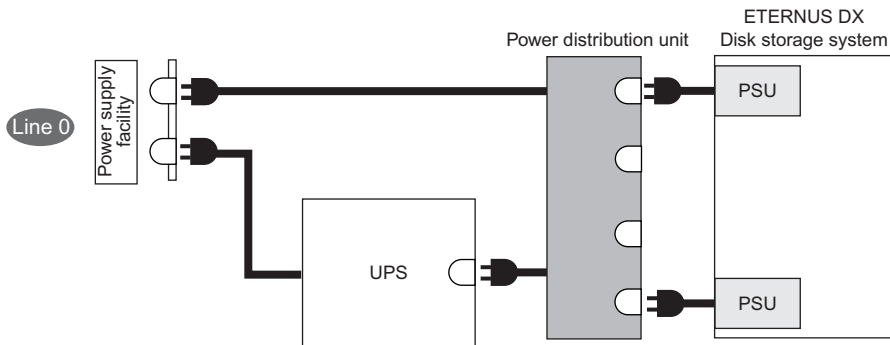 ETERNUS DX
Power distribution unit
Disk storage system
Line 0
Power supply
facility
PSU
UPS
PSU